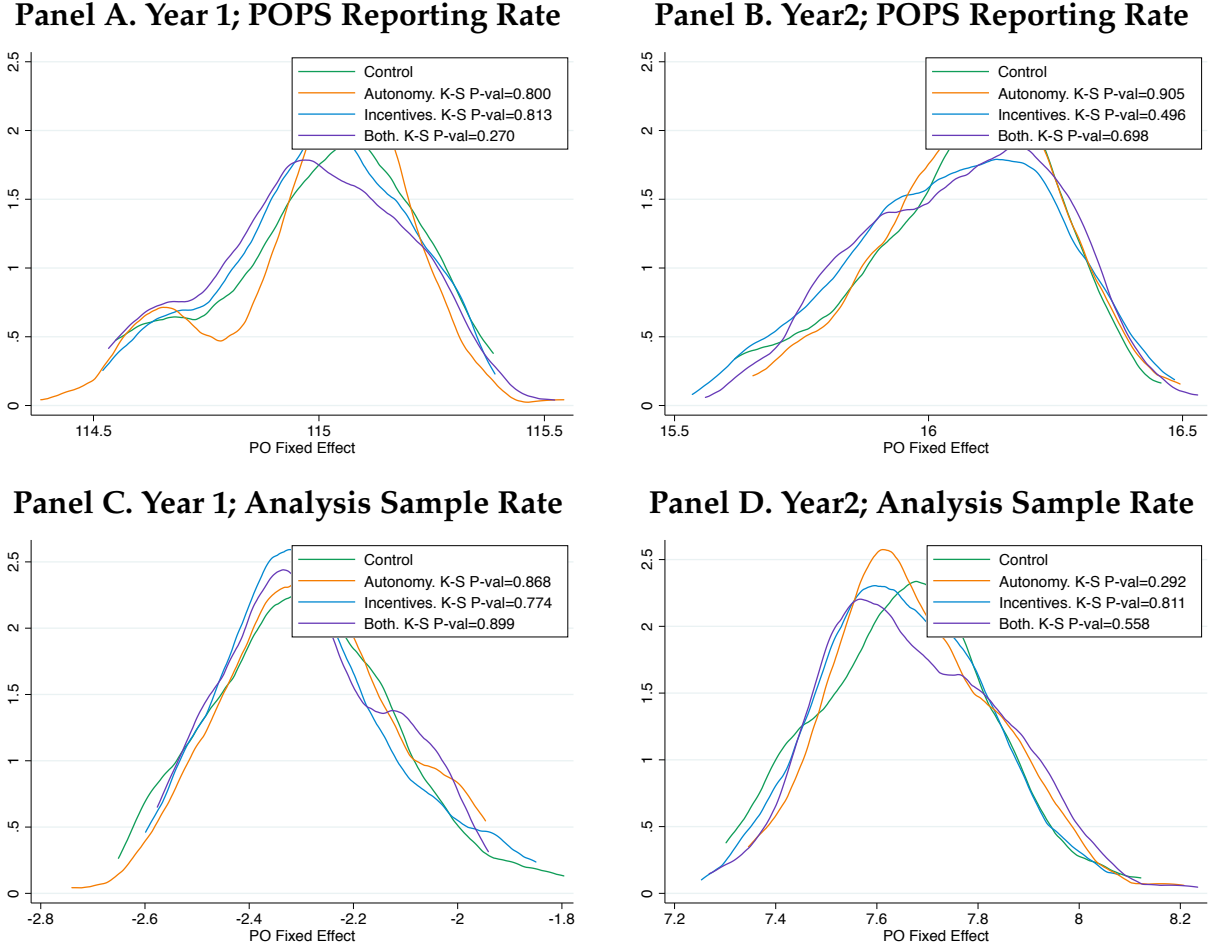 Panel A. Year 1; POPS Reporting Rate
Control
Autonomy. K-S P-val=0.800
Incentives. K-S P-val=0.813
Both. K-S P-val=0.270
2.5
2
1.5
1
.5
0
114.5 115 115.5
PO Fixed Effect
Panel B. Year2; POPS Reporting Rate
Control
Autonomy. K-S P-val=0.905
Incentives. K-S P-val=0.496
Both. K-S P-val=0.698
2.5
2
1.5
1
.5
0
15.5 16 16.5
PO Fixed Effect
Panel C. Year 1; Analysis Sample Rate
Control
Autonomy. K-S P-val=0.868
Incentives. K-S P-val=0.774
Both. K-S P-val=0.899
2.5
2
1.5
1
.5
0
-2.8 -2.6 -2.4 -2.2 -2 -1.8
PO Fixed Effect
Panel D. Year2; Analysis Sample Rate
Control
Autonomy. K-S P-val=0.292
Incentives. K-S P-val=0.811
Both. K-S P-val=0.558
2.5
2
1.5
1
.5
0
7.2 7.4 7.6 7.8 8 8.2
PO Fixed Effect